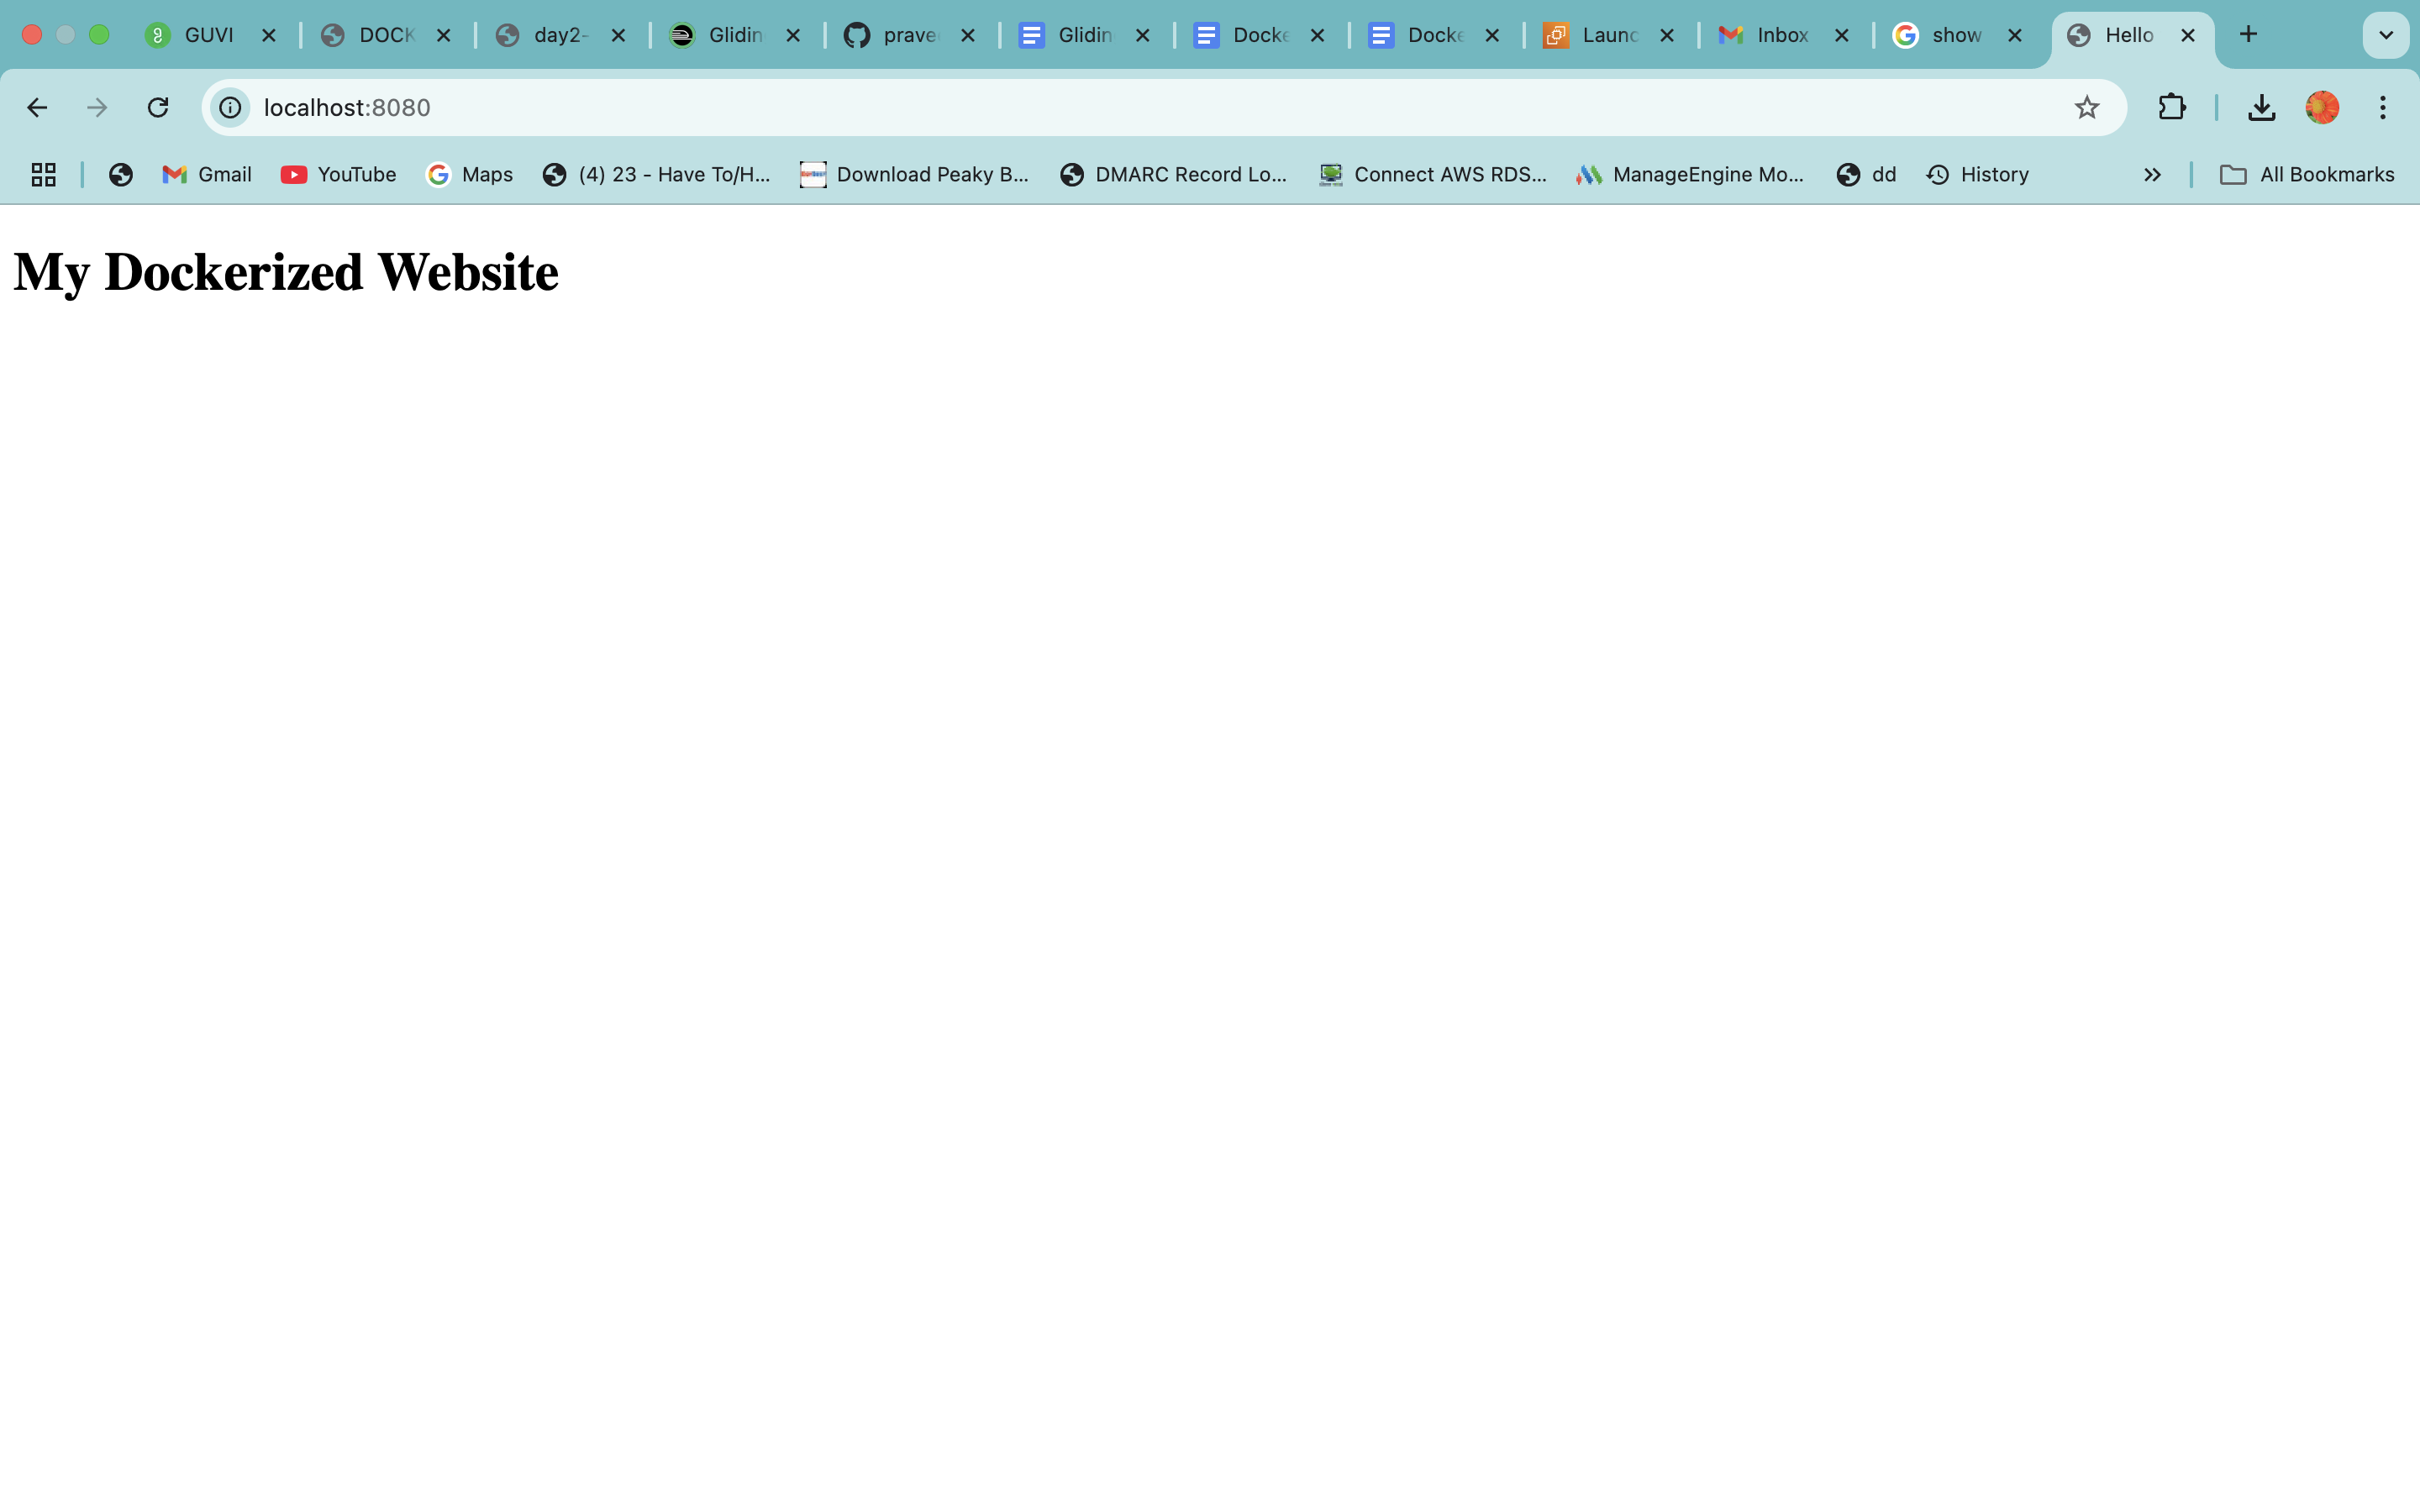 GUVI DOCK day2- Glidin prave Glidin Docke Docke Launc Inbox show Hello
localhost:8080
Gmail YouTube Maps (4) 23 - Have To/H... Download Peaky B... DMARC Record Lo... Connect AWS RDS... ManageEngine Mo... dd History All Bookmarks
My Dockerized Website